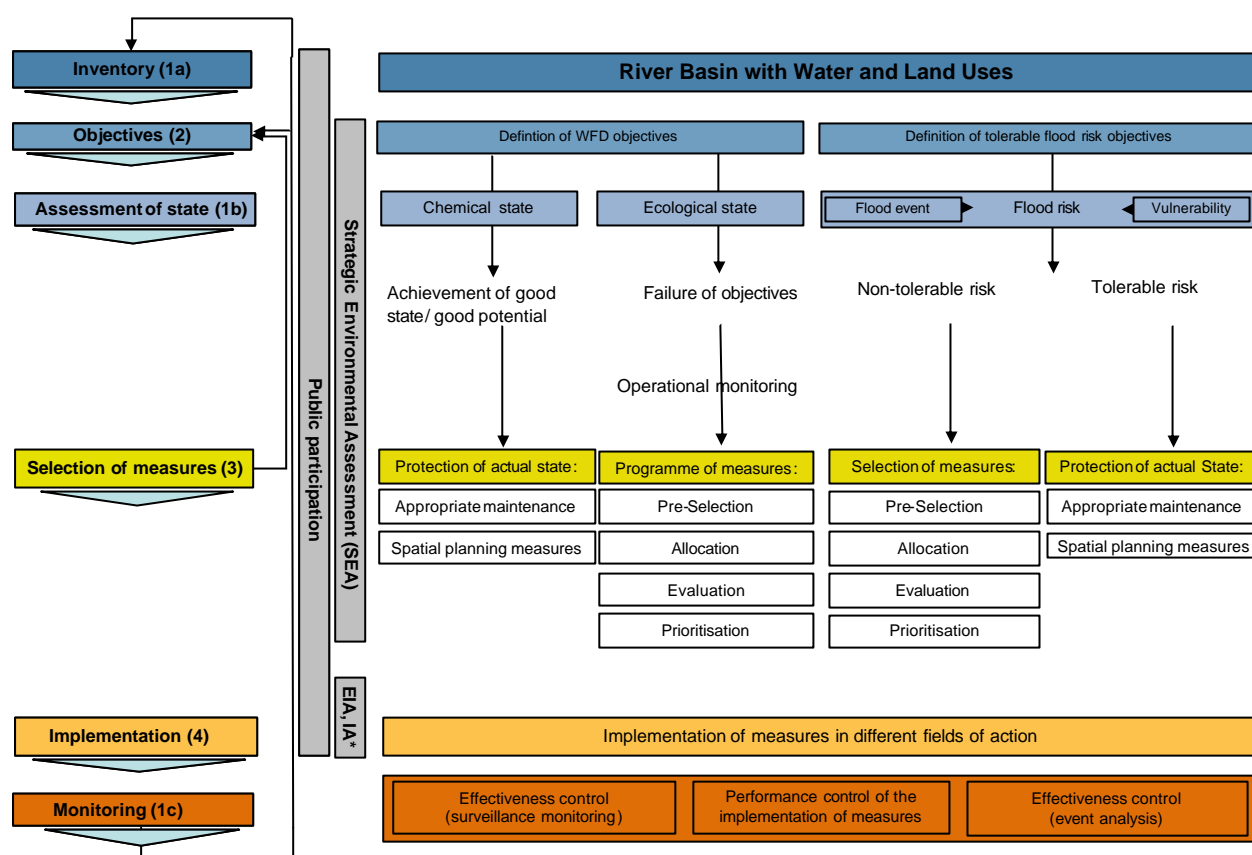 Inventory (1a)
River Basin with Water and Land Uses
Objectives (2)
Defintion of WFD objectives
Definition of tolerable flood risk objectives
Assessment of state (1b)
Chemical state
Ecological state
Flood event
Flood risk
Vulnerability
Public participation
Strategic Environmental Assessment (SEA)
Achievement of good
state/ good potential
Failure of objectives
Non-tolerable risk
Tolerable risk
Operational monitoring
Selection of measures (3)
Protection of actual state:
Programme of measures:
Selection of measures:
Protection of actual State:
Appropriate maintenance
Pre-Selection
Pre-Selection
Appropriate maintenance
Spatial planning measures
Allocation
Allocation
Spatial planning measures
Evaluation
Evaluation
Prioritisation
Prioritisation
EIA, IA*
Implementation (4)
Implementation of measures in different fields of action
Monitoring (1c)
Effectiveness control
(surveillance monitoring)
Performance control of the
implementation of measures
Effectiveness control
(event analysis)